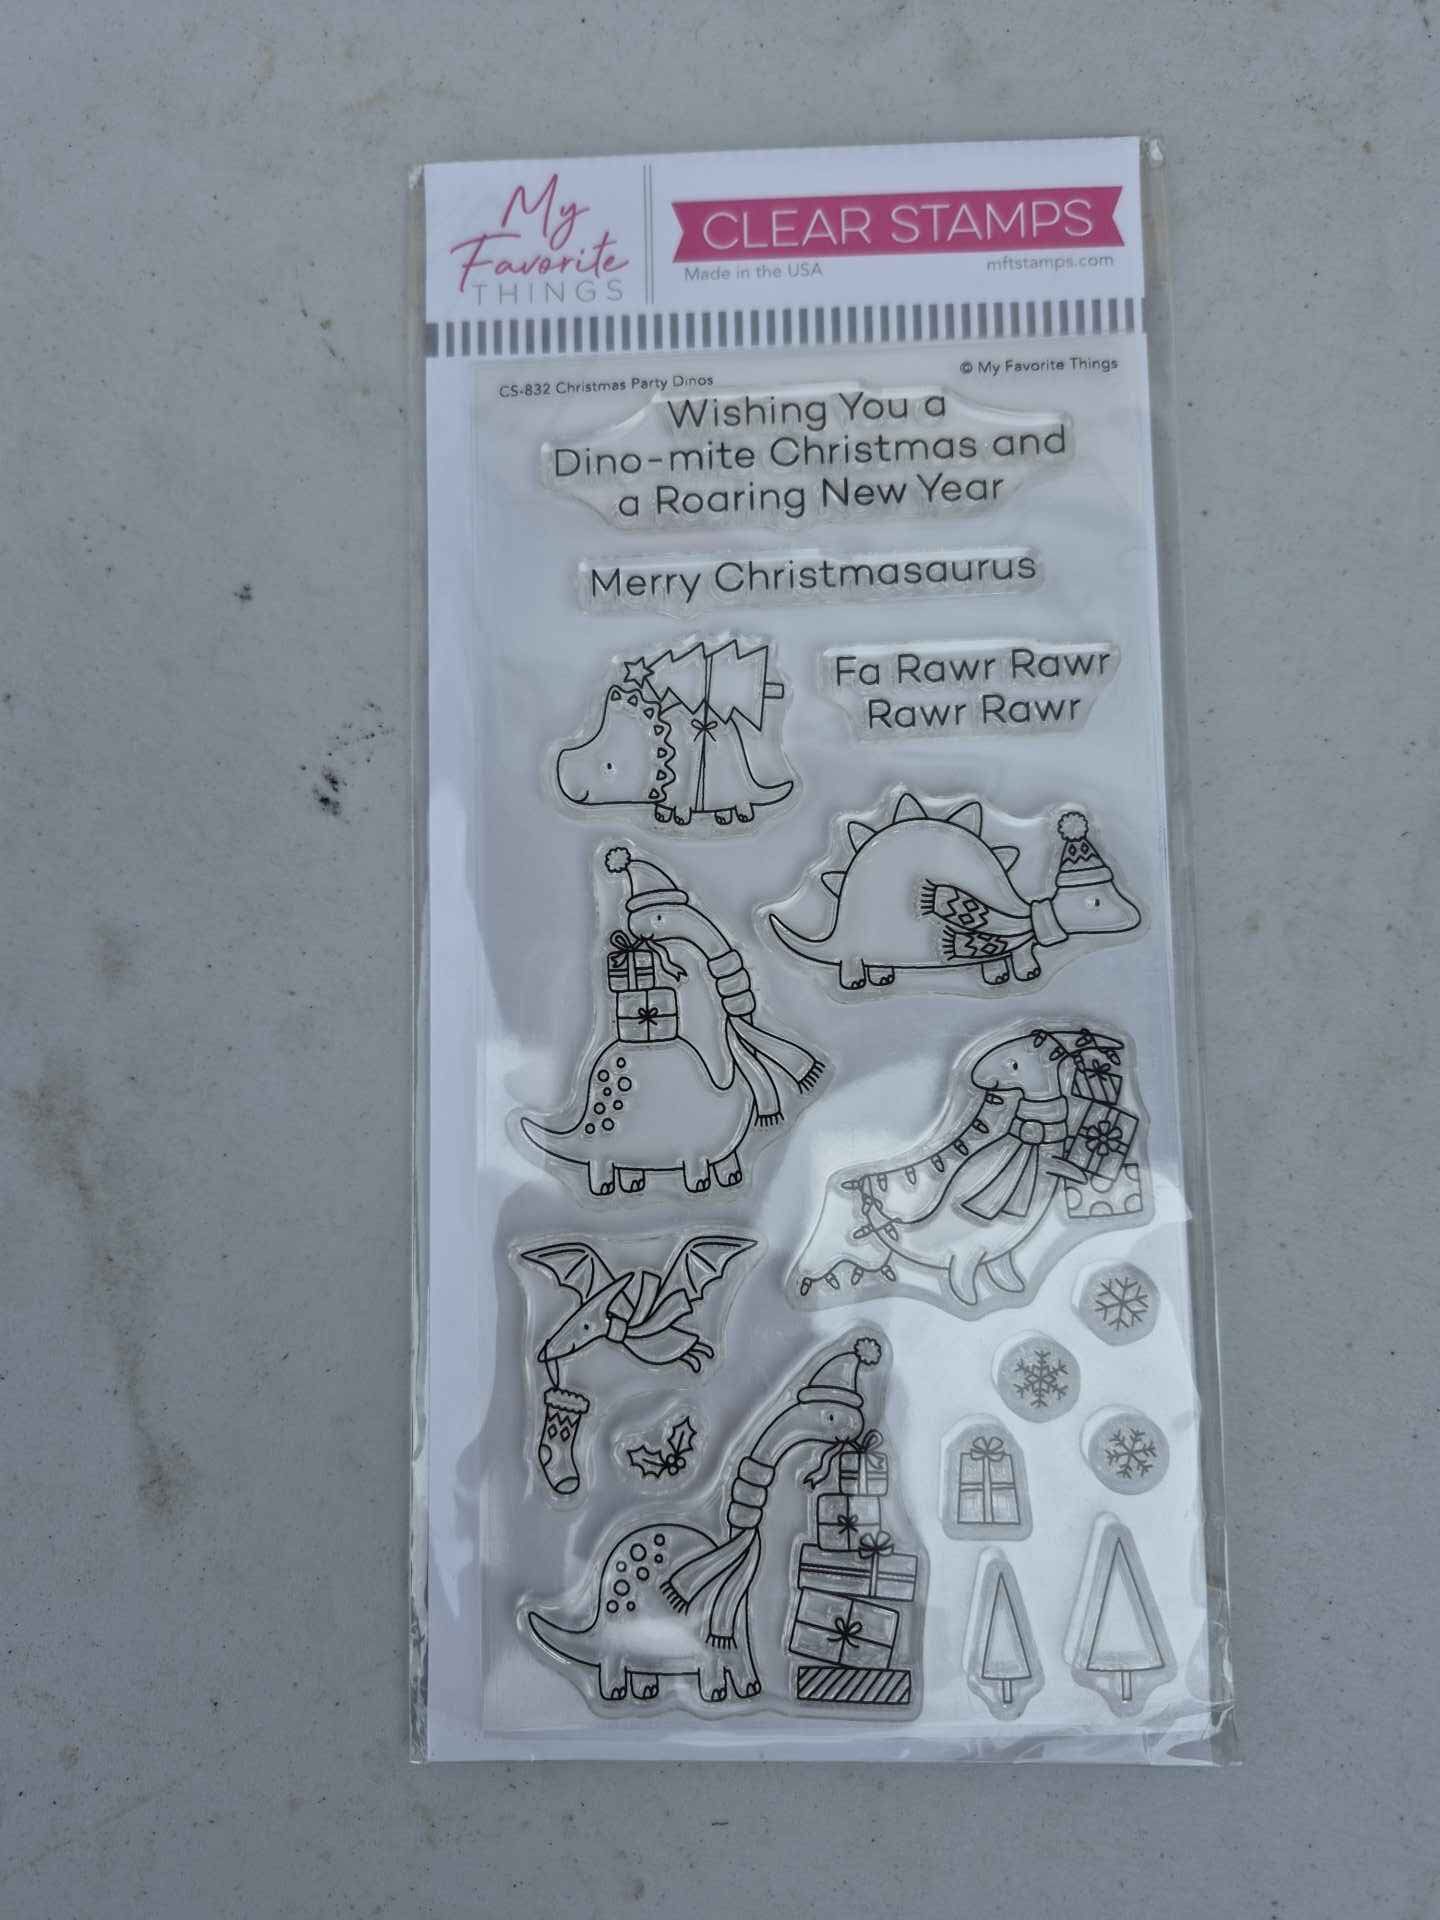 My
Favorite
THINGS
CLEAR STAMPS
Made in the USA
mftstamps.com
CS-832 Christmas Party Dinos
© My Favorite Things
Wishing You a
Dino-mite Christmas and
a Roaring New Year
Merry Christmasaurus
Fa Rawr Rawr
Rawr Rawr